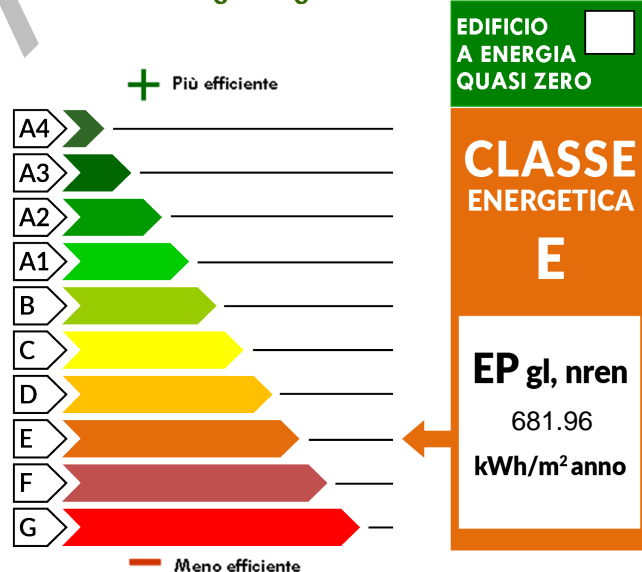 EDIFICIO
A ENERGIA
QUASI ZERO
Più efficiente
A4
A3
A2
A1
B
C
D
E
F
G
Meno efficiente
CLASSE
ENERGETICA
E
EP gl, nren
681.96
kWh/m² anno